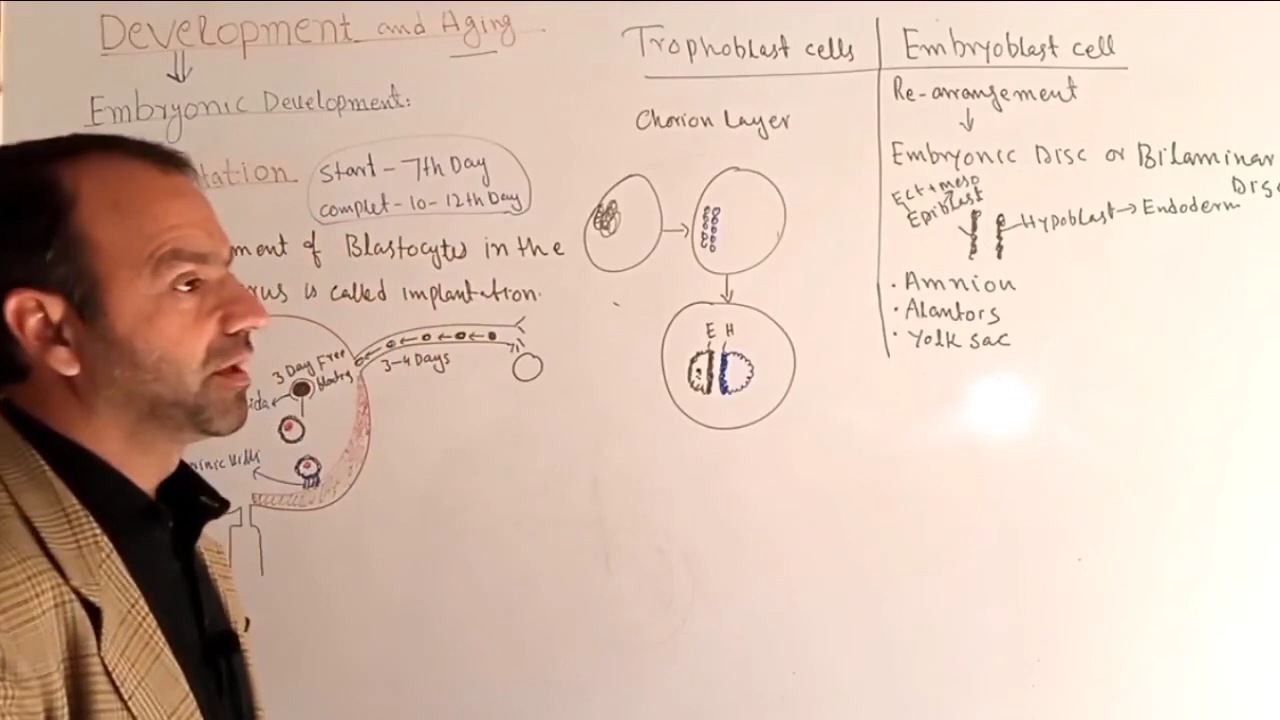 Development and Aging
Embryonic Development:
tation
Start - 7th Day
complet - 10 - 12th Day
ment of Blastocytes in the
rus is called implantation.
3 Day Free
3-4 Days
Trophoblast cells
Chorion Layer
E H
Embryoblast cell
Re-arrangement
Embryonic Disc or Bilaminar
Disc
Ect + meso
Epiblast
Hypoblast → Endoderm
· Amnion
· Alantors
· Yolk sac